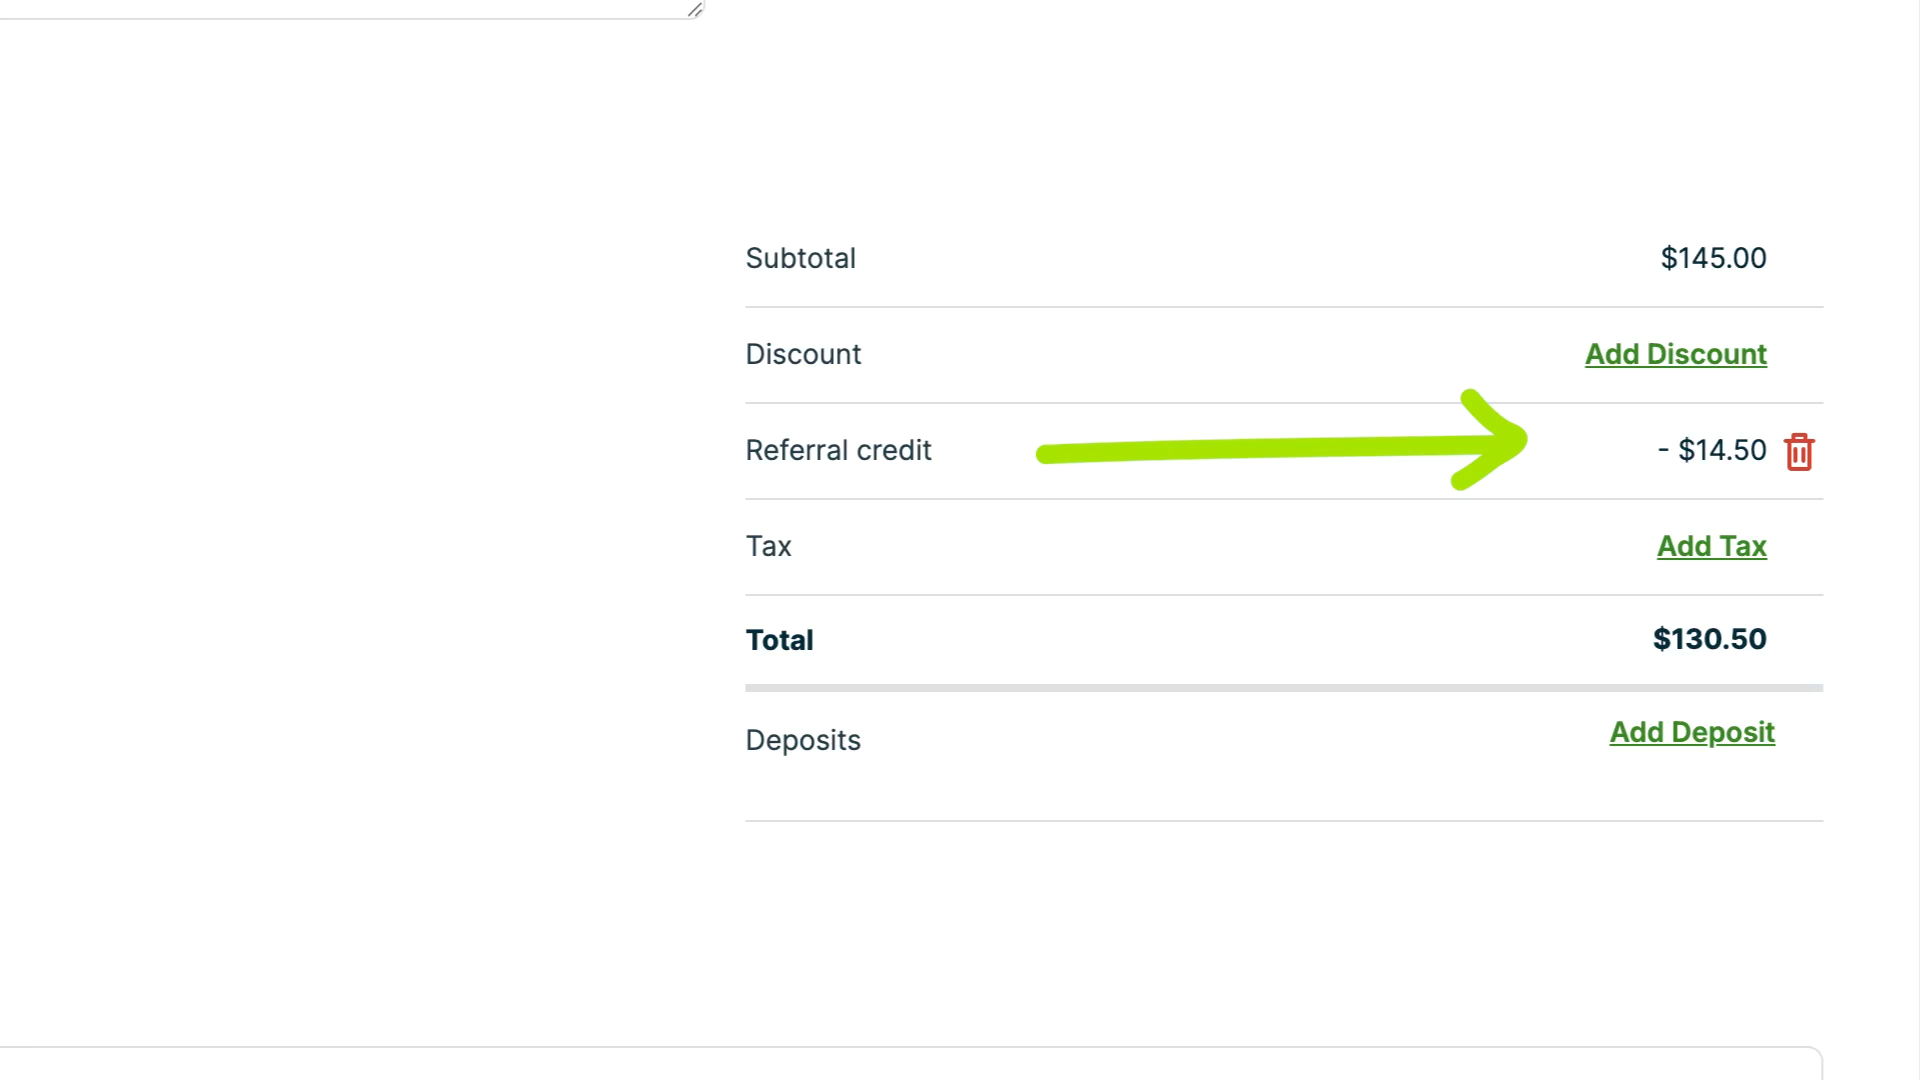 Subtotal $145.00
Discount Add Discount
Referral credit - $14.50
Tax Add Tax
Total $130.50
Deposits Add Deposit